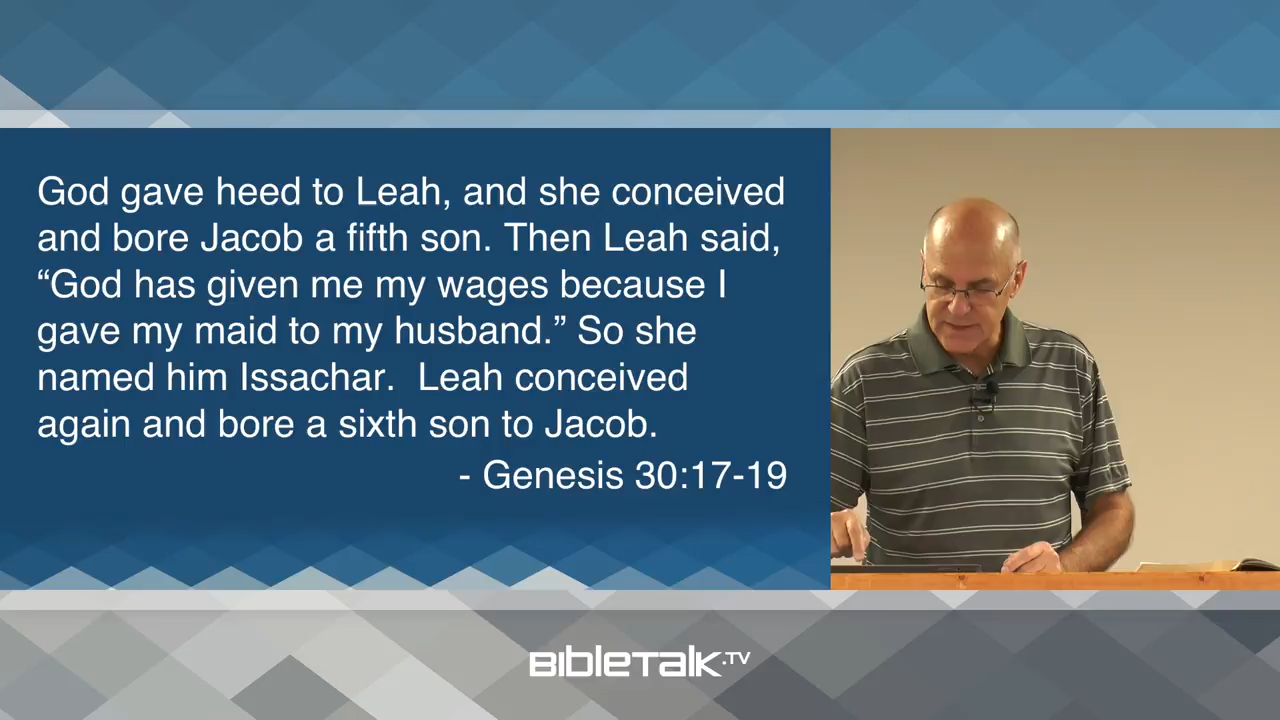 God gave heed to Leah, and she conceived
and bore Jacob a fifth son. Then Leah said,
“God has given me my wages because I
gave my maid to my husband.” So she
named him Issachar.  Leah conceived
again and bore a sixth son to Jacob.
- Genesis 30:17-19
BIBLETALK.TV